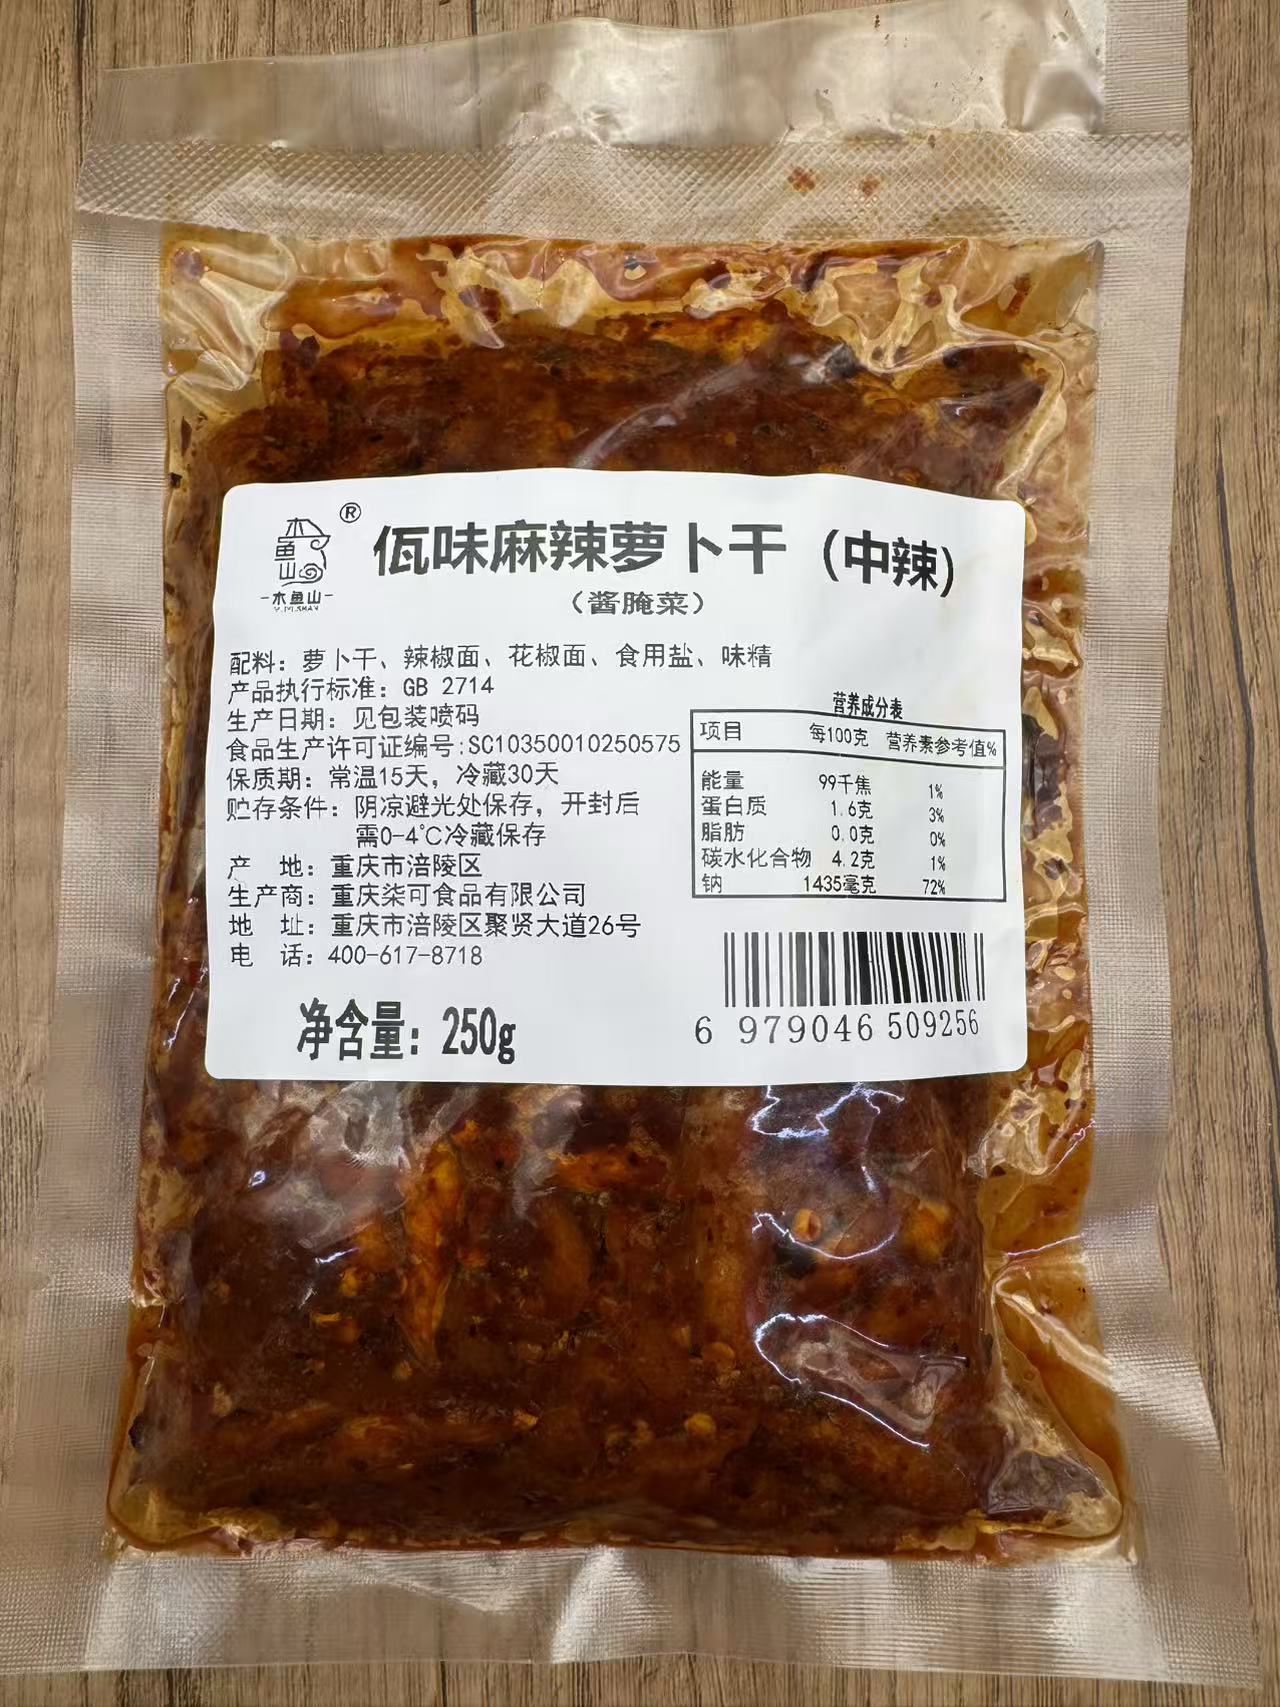 木鱼山
®
木鱼山
佤味麻辣萝卜干（中辣）
（酱腌菜）
配料：萝卜干、辣椒面、花椒面、食用盐、味精
产品执行标准：GB 2714
生产日期：见包装喷码
食品生产许可证编号:SC10350010250575
保质期：常温15天，冷藏30天
贮存条件：阴凉避光处保存，开封后
需0-4℃冷藏保存
产 地：重庆市涪陵区
生产商：重庆柒可食品有限公司
地 址：重庆市涪陵区聚贤大道26号
电 话：400-617-8718
净含量：250g
营养成分表
项目 每100克 营养素参考值%
能量 99千焦 1%
蛋白质 1.6克 3%
脂肪 0.0克 0%
碳水化合物 4.2克 1%
钠 1435毫克 72%
6 979046 509256